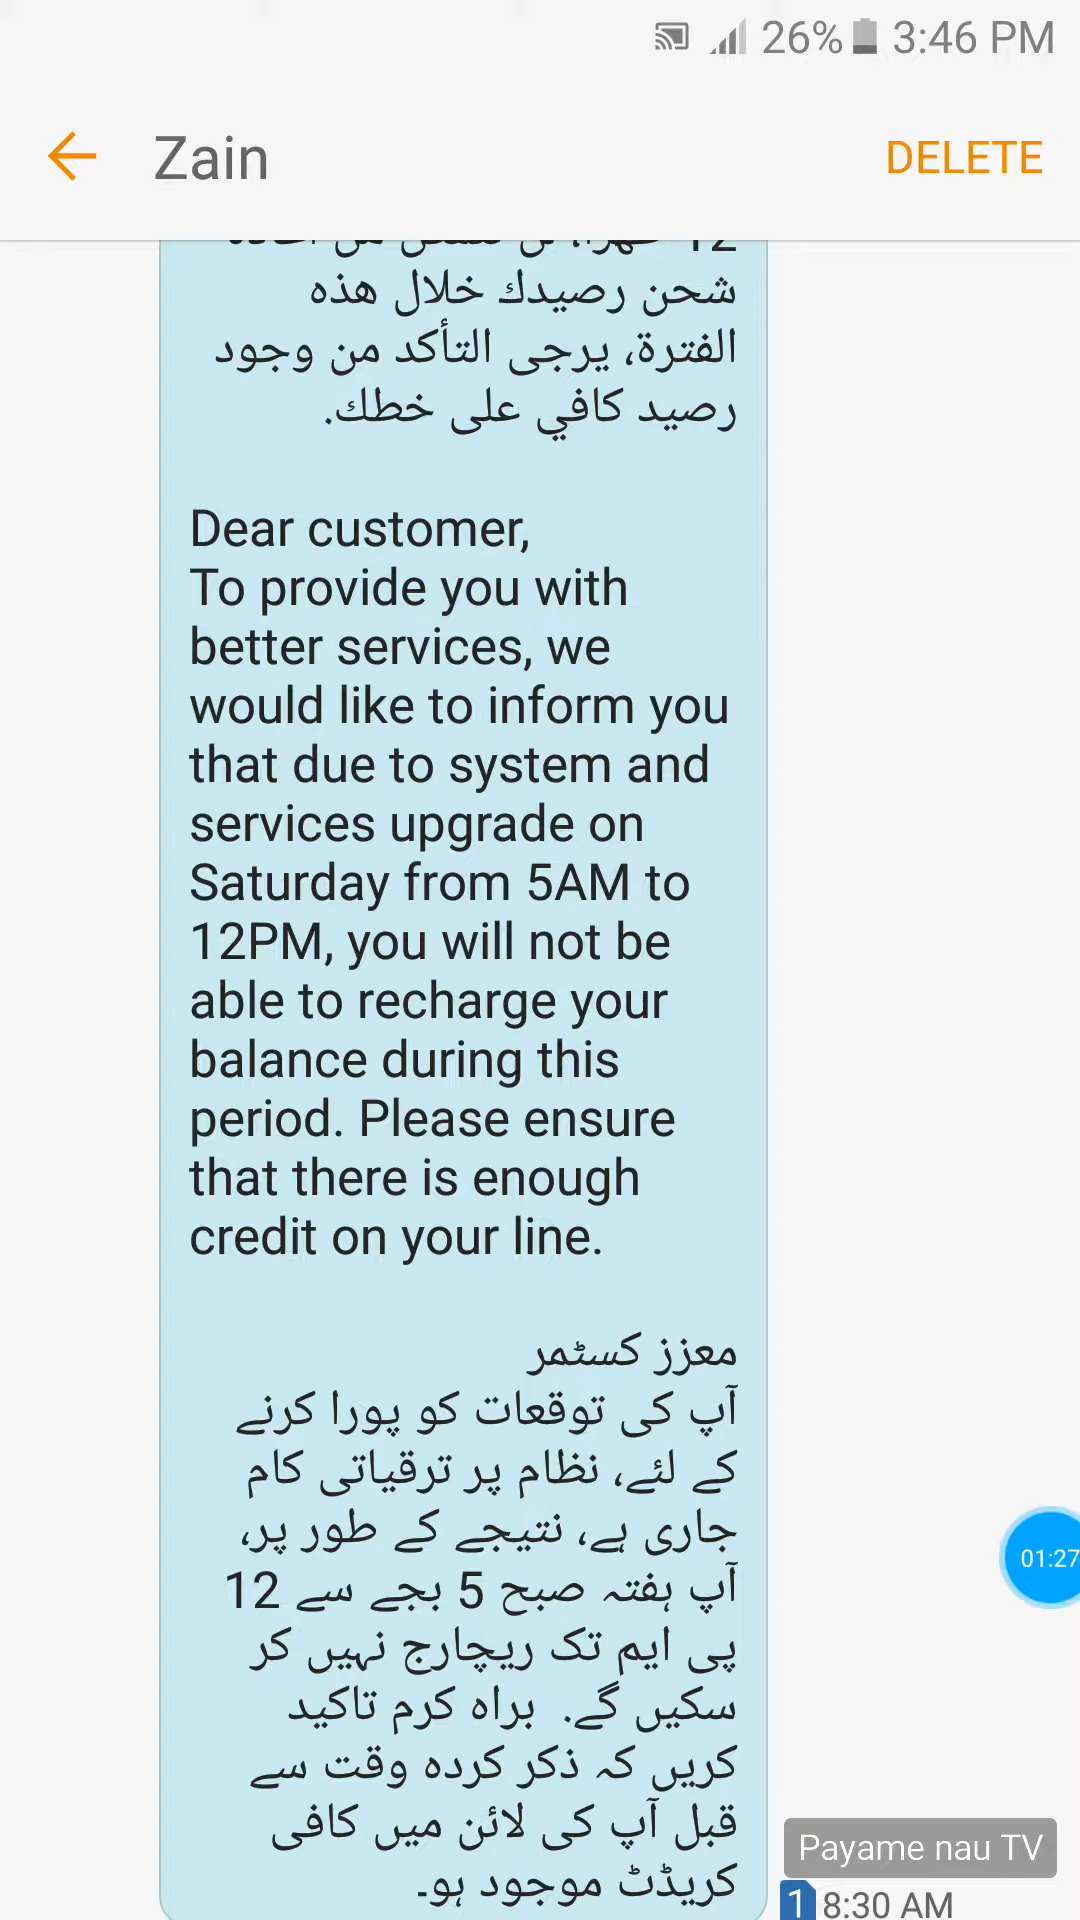 26% 3:46 PM
Zain
DELETE
شحن رصيدك خلال هذه
الفترة، يرجى التأكد من وجود
رصيد كافي على خطك.
Dear customer,
To provide you with
better services, we
would like to inform you
that due to system and
services upgrade on
Saturday from 5AM to
12PM, you will not be
able to recharge your
balance during this
period. Please ensure
that there is enough
credit on your line.
معزز کسٹمر
آپ کی توقعات کو پورا کرنے
کے لئے، نظام پر ترقیاتی کام
جاری ہے، نتیجے کے طور پر،
آپ ہفتہ صبح 5 بجے سے 12
پی ایم تک ریچارج نہیں کر
سکیں گے. براہ کرم تاکید
کریں کہ ذکر کردہ وقت سے
قبل آپ کی لائن میں کافی
کریڈٹ موجود ہو۔
01:27
Payame nau TV
1 8:30 AM